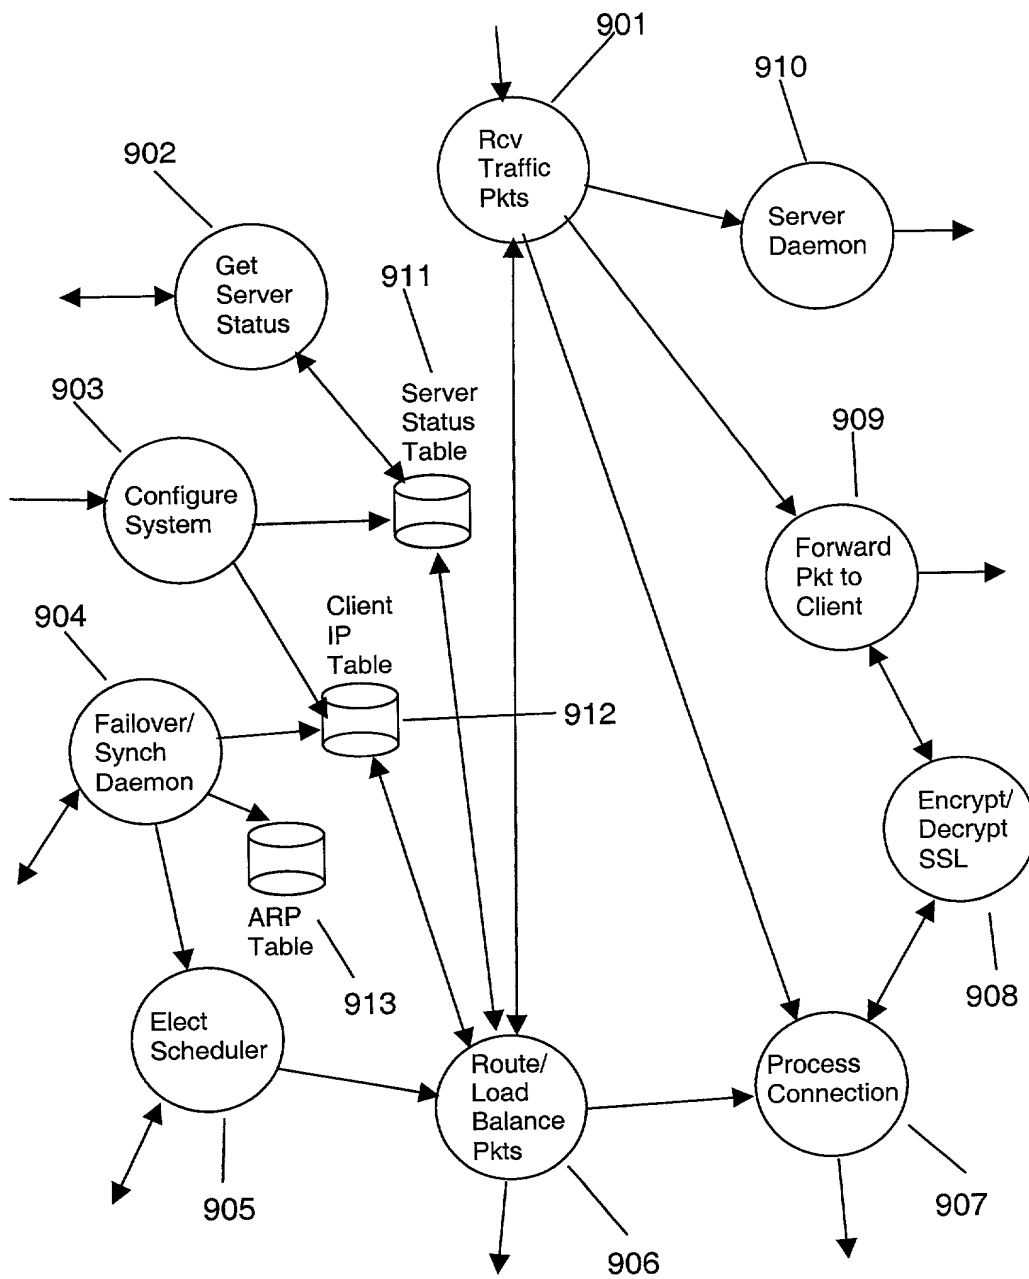 901
910
Rcv
Traffic
Pkts
902
Server
Daemon
Get
Server
Status
911
903
Server
Status
Table
909
Configure
System
Forward
Pkt to
Client
Client
IP
Table
904
912
Failover/
Synch
Daemon
Encrypt/
Decrypt
SSL
ARP
Table
913
908
Elect
Scheduler
Route/
Load
Balance
Pkts
Process
Connection
905
907
906